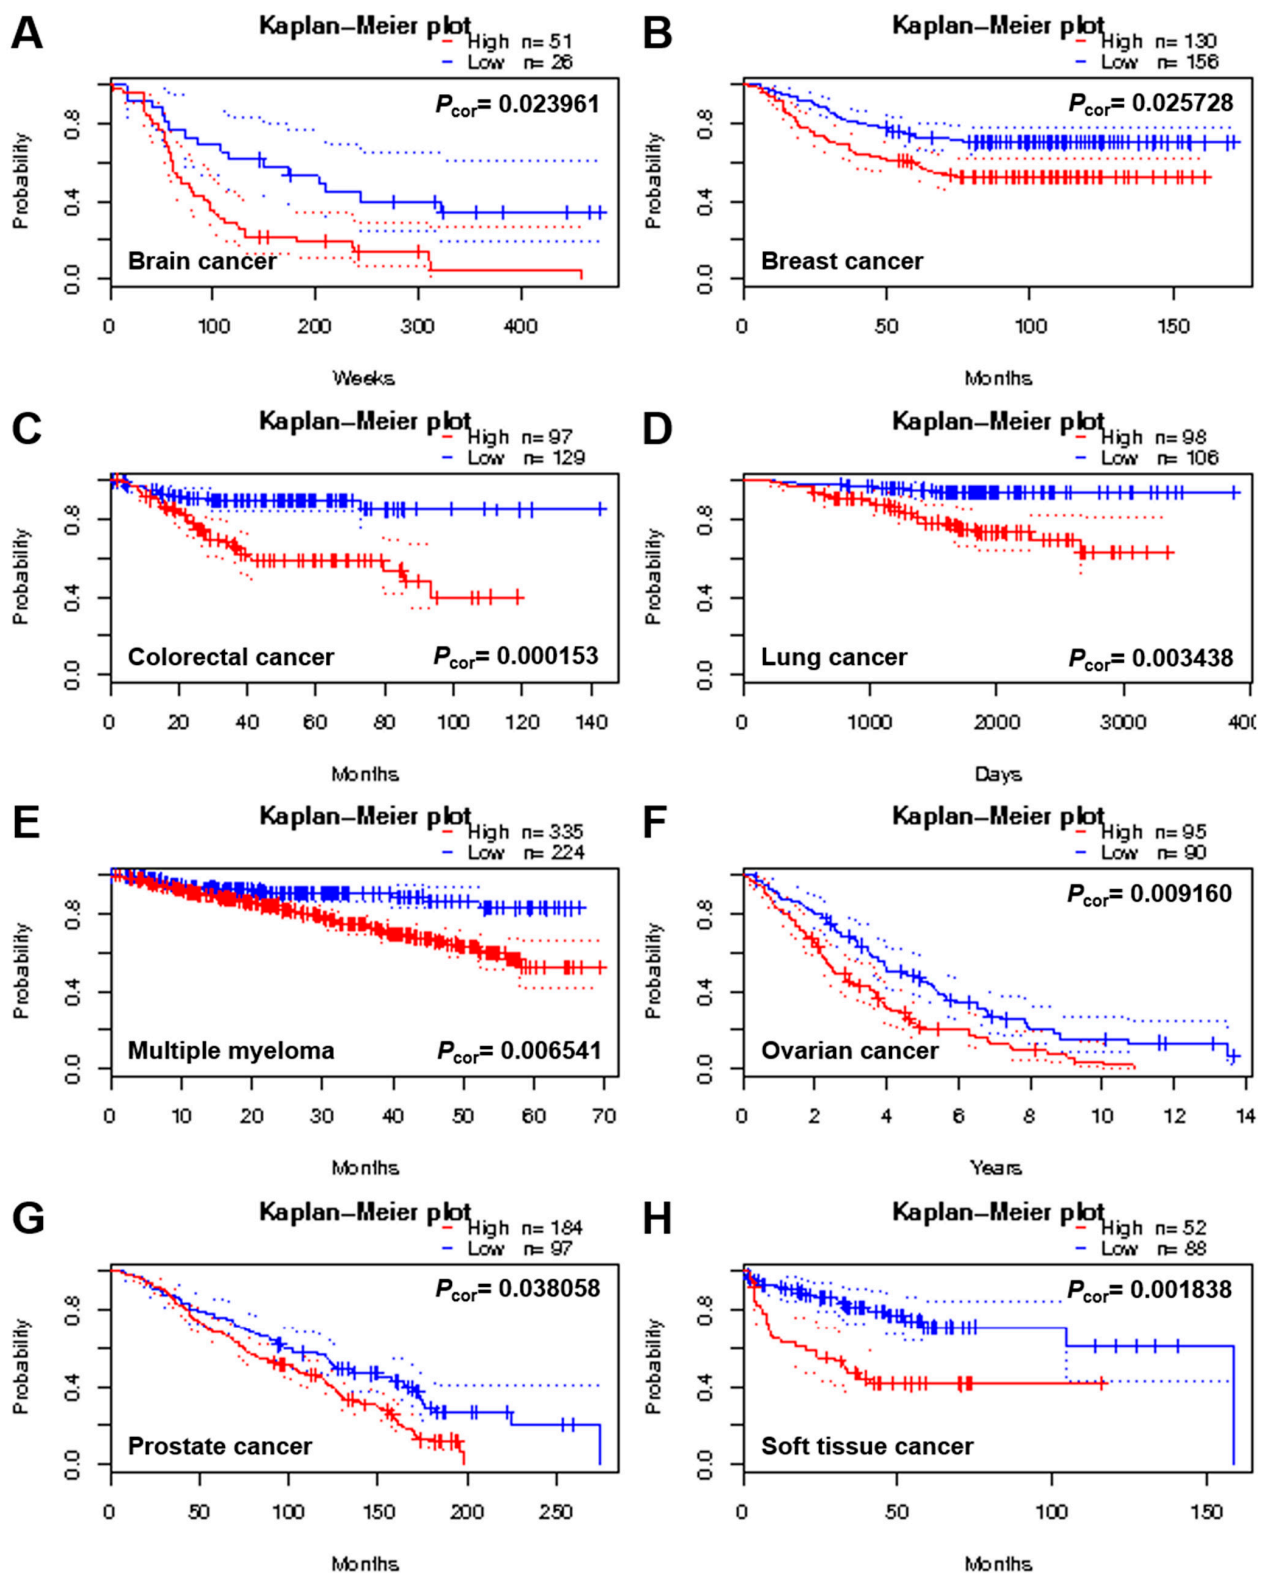 A
Kaplan–Meier plot
High n= 51
Low n= 26
P cor= 0.023961
Probability
0.8
0.4
0.0
Brain cancer
0 100 200 300 400
Weeks
B
Kaplan–Meier plot
High n= 130
Low n= 156
P cor= 0.025728
Probability
0.8
0.4
0.0
Breast cancer
0 50 100 150
Months
C
Kaplan–Meier plot
High n= 97
Low n= 129
Probability
0.8
0.4
0.0
Colorectal cancer
P cor= 0.000153
0 20 40 60 80 100 120 140
Months
D
Kaplan–Meier plot
High n= 98
Low n= 106
Probability
0.8
0.4
0.0
Lung cancer
P cor= 0.003438
0 1000 2000 3000 400
Days
E
Kaplan–Meier plot
High n= 335
Low n= 224
Probability
0.8
0.4
0.0
Multiple myeloma
P cor= 0.006541
0 10 20 30 40 50 60 70
Months
F
Kaplan–Meier plot
High n= 95
Low n= 90
P cor= 0.009160
Probability
0.8
0.4
0.0
Ovarian cancer
0 2 4 6 8 10 12 14
Years
G
Kaplan–Meier plot
High n= 184
Low n= 97
P cor= 0.038058
Probability
0.8
0.4
0.0
Prostate cancer
0 50 100 150 200 250
Months
H
Kaplan–Meier plot
High n= 52
Low n= 88
P cor= 0.001838
Probability
0.8
0.4
0.0
Soft tissue cancer
0 50 100 150
Months